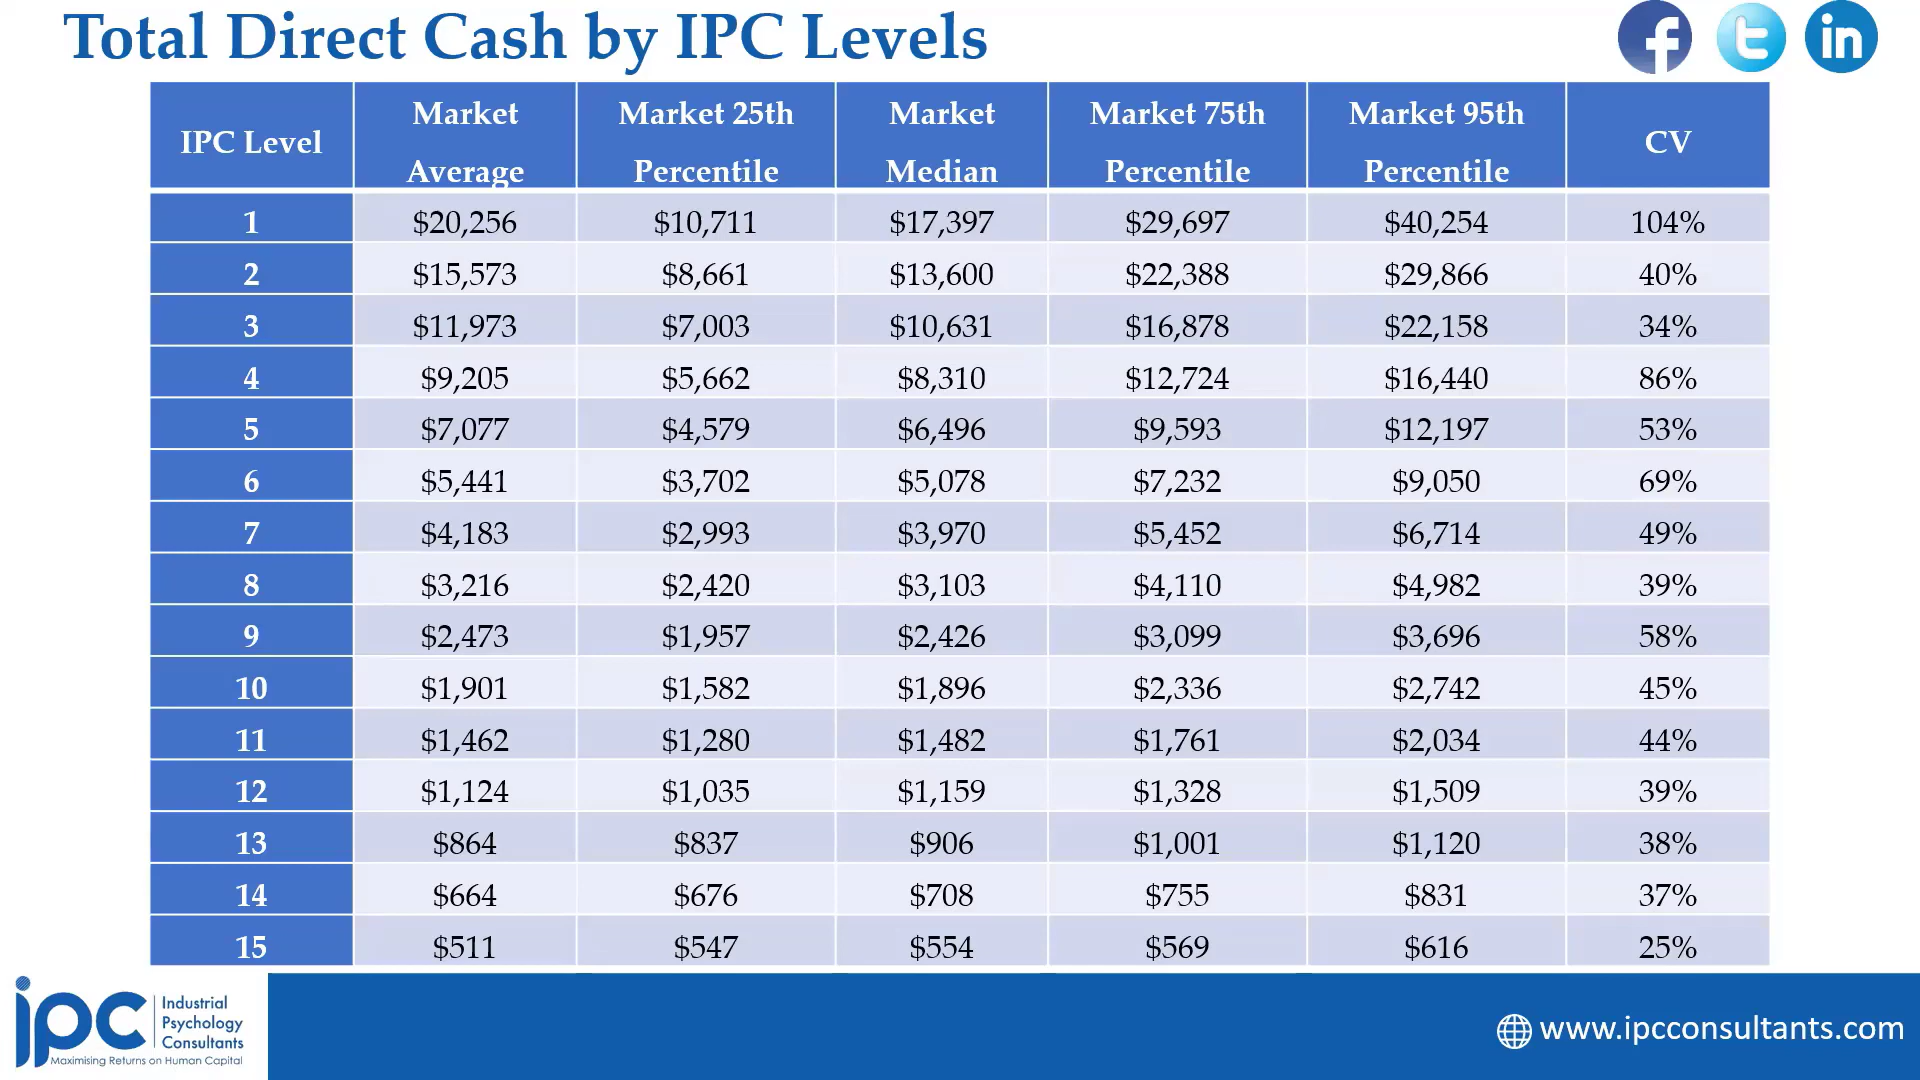 Total Direct Cash by IPC Levels
IPC Level Market Average Market 25th Percentile Market Median Market 75th Percentile Market 95th Percentile CV
1 $20,256 $10,711 $17,397 $29,697 $40,254 104%
2 $15,573 $8,661 $13,600 $22,388 $29,866 40%
3 $11,973 $7,003 $10,631 $16,878 $22,158 34%
4 $9,205 $5,662 $8,310 $12,724 $16,440 86%
5 $7,077 $4,579 $6,496 $9,593 $12,197 53%
6 $5,441 $3,702 $5,078 $7,232 $9,050 69%
7 $4,183 $2,993 $3,970 $5,452 $6,714 49%
8 $3,216 $2,420 $3,103 $4,110 $4,982 39%
9 $2,473 $1,957 $2,426 $3,099 $3,696 58%
10 $1,901 $1,582 $1,896 $2,336 $2,742 45%
11 $1,462 $1,280 $1,482 $1,761 $2,034 44%
12 $1,124 $1,035 $1,159 $1,328 $1,509 39%
13 $864 $837 $906 $1,001 $1,120 38%
14 $664 $676 $708 $755 $831 37%
15 $511 $547 $554 $569 $616 25%
ipc
Industrial
Psychology
Consultants
Maximising Returns on Human Capital
www.ipcconsultants.com